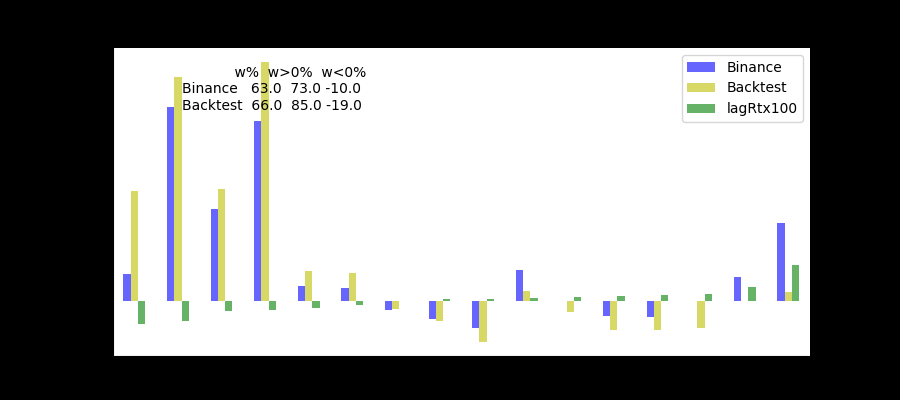 w%  w>0%  w<0%
Binance   63.0  73.0 -10.0
Backtest  66.0  85.0 -19.0
Binance
Backtest
lagRtx100